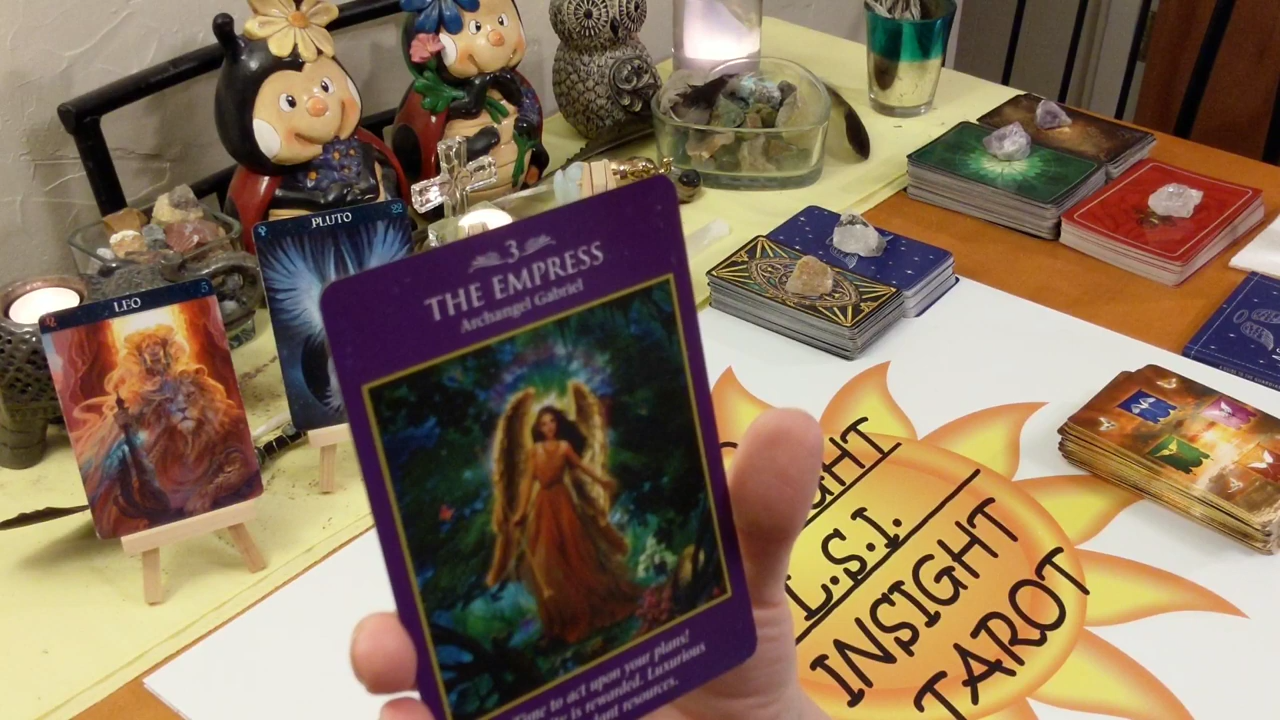 PLUTO
22
LEO
5
3
THE EMPRESS
Archangel Gabriel
Time to act upon your plans!
is rewarded. Luxurious
resources.
L.S.I.
INSIGHT
TAROT